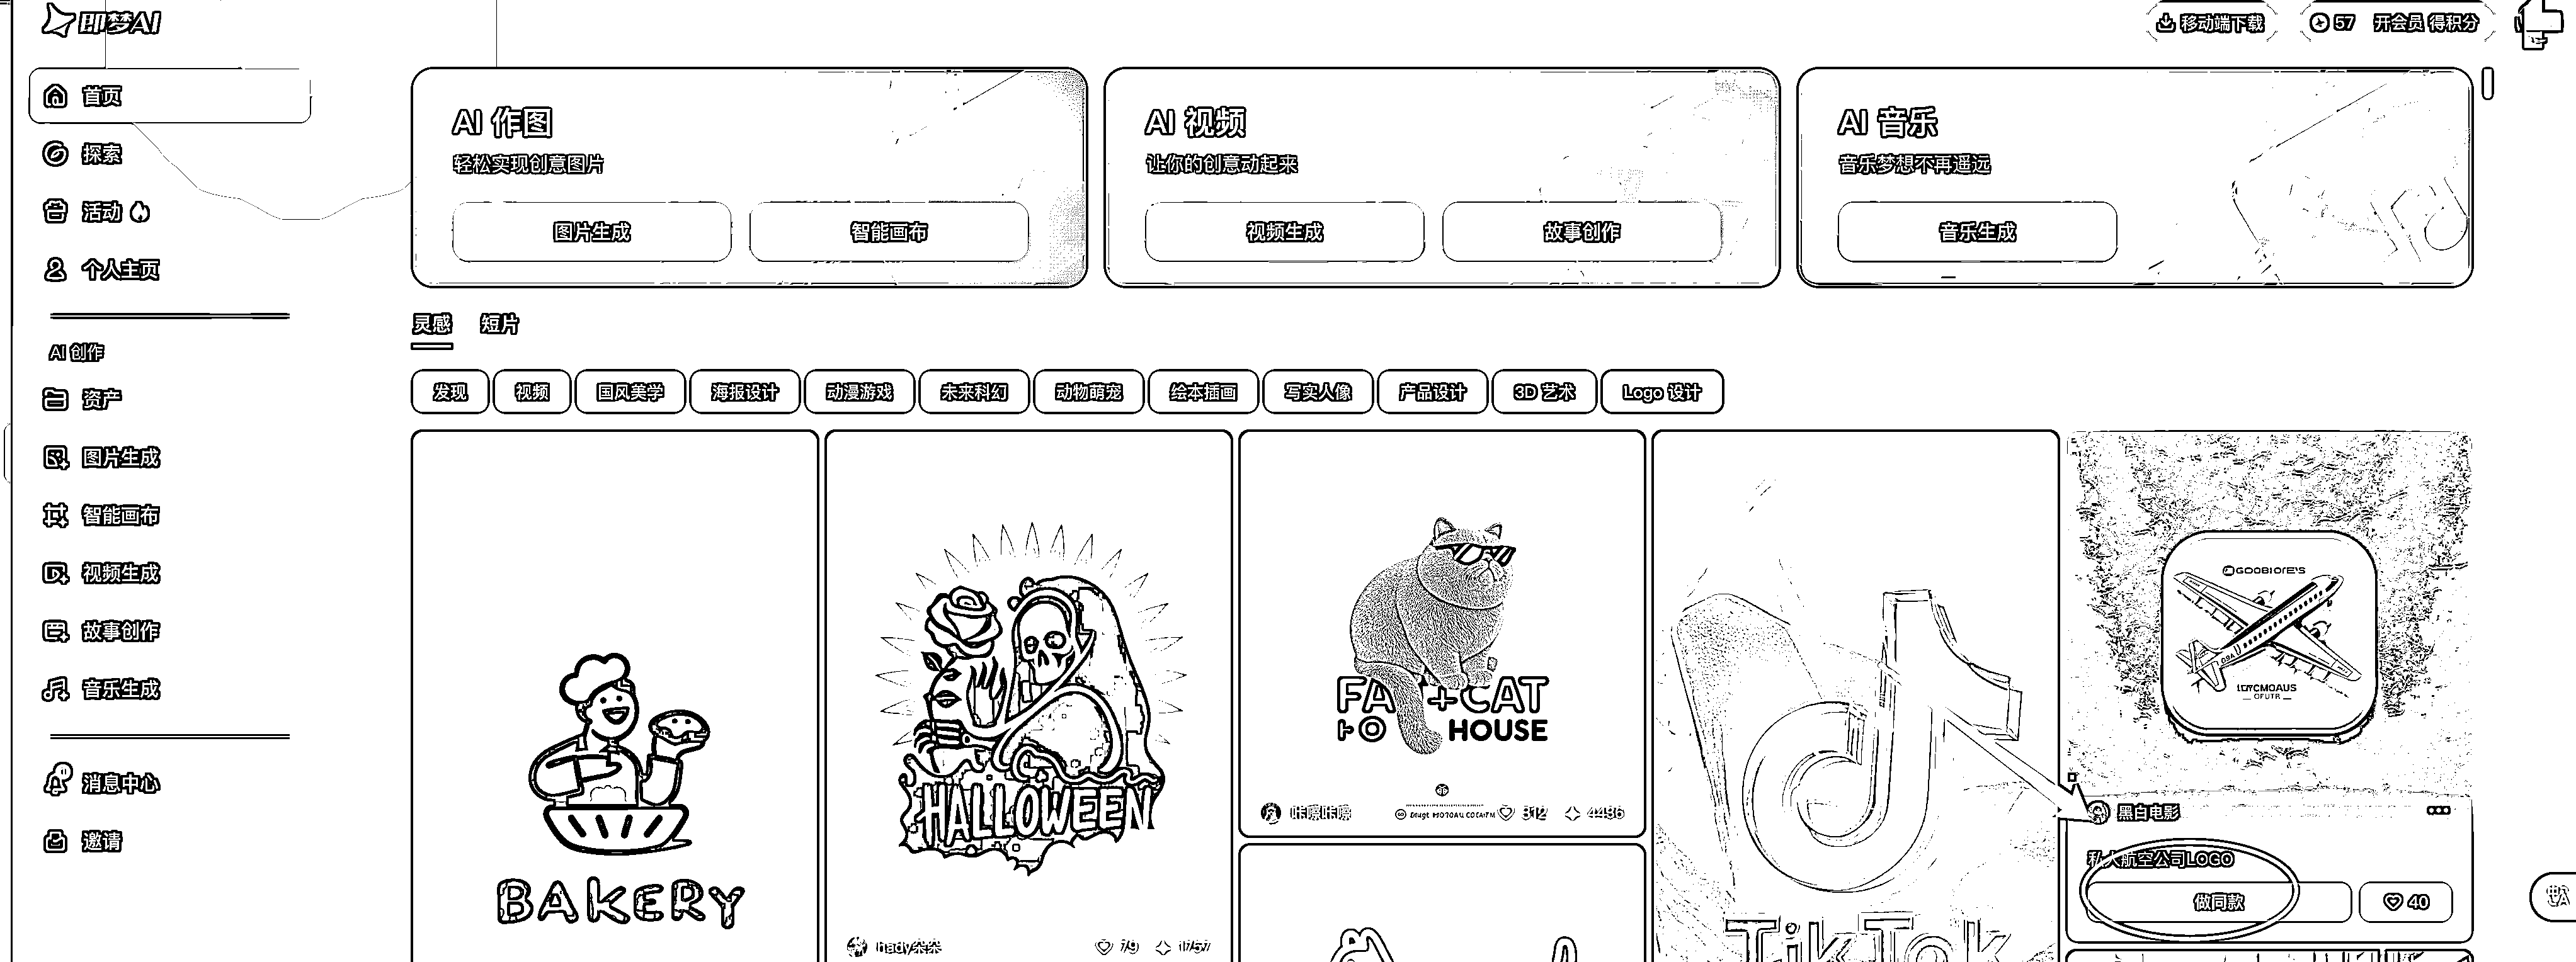 即梦AI
移动端下载
57 开会员 得积分
首页
探索
活动
个人主页
AI 创作
资产
图片生成
智能画布
视频生成
故事创作
音乐生成
消息中心
邀请
AI 作图
轻松实现创意图片
图片生成
智能画布
AI 视频
让你的创意动起来
视频生成
故事创作
AI 音乐
音乐梦想不再遥远
音乐生成
灵感 短片
发现 视频 国风美学 海报设计 动漫游戏 未来科幻 动物萌宠 绘本插画 写实人像 产品设计 3D 艺术 Logo 设计
BAKERY
HALLOWEEN
hady朵朵 79 1757
FA +CAT
HOUSE
咔嚓咔嚓 312 4486
TikTok
GOOBIOIE'S
OFUTR
黑白电影
私人航空公司LOGO
做同款
40